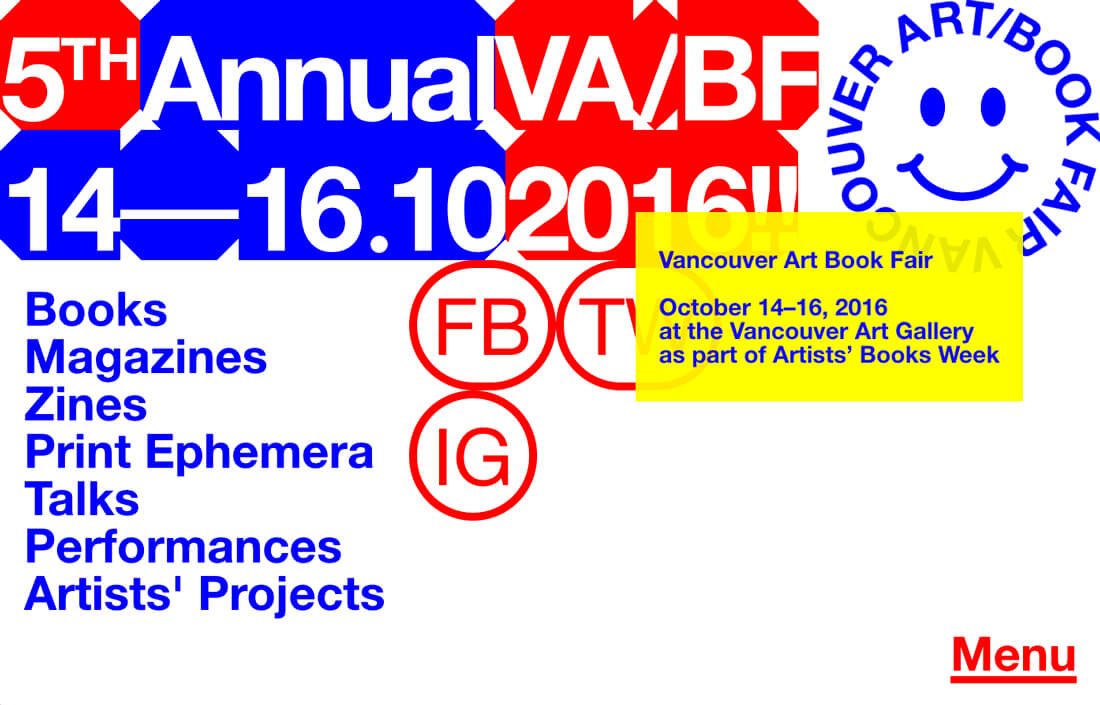 5TH Annual VA/BF
14—16.10 2016!!
VANCOUVER ART/BOOK FAIR
Vancouver Art Book Fair
October 14–16, 2016
at the Vancouver Art Gallery
as part of Artists’ Books Week
FB
TW
IG
Books
Magazines
Zines
Print Ephemera
Talks
Performances
Artists' Projects
Menu